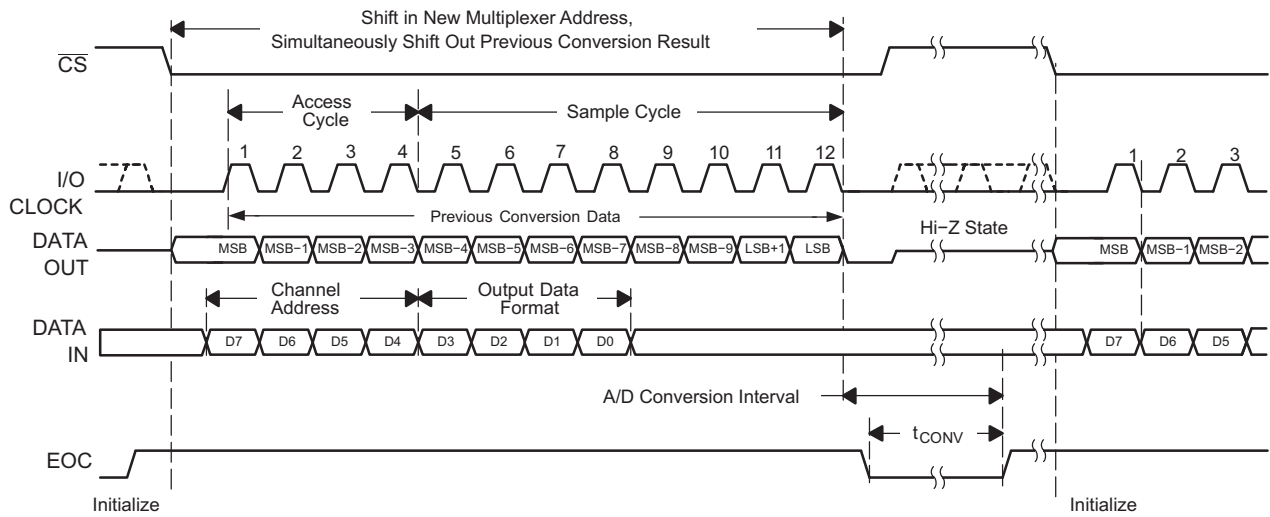 Shift in New Multiplexer Address,
Simultaneously Shift Out Previous Conversion Result
CS
Access
Cycle
Sample Cycle
1 2 3 4 5 6 7 8 9 10 11 12 1 2 3
I/O
CLOCK
Previous Conversion Data
Hi−Z State
DATA
OUT
MSB MSB−1 MSB−2 MSB−3 MSB−4 MSB−5 MSB−6 MSB−7 MSB−8 MSB−9 LSB+1 LSB MSB MSB−1 MSB−2
Channel
Address
Output Data
Format
DATA
IN
D7 D6 D5 D4 D3 D2 D1 D0 D7 D6 D5
A/D Conversion Interval
tCONV
EOC
Initialize Initialize